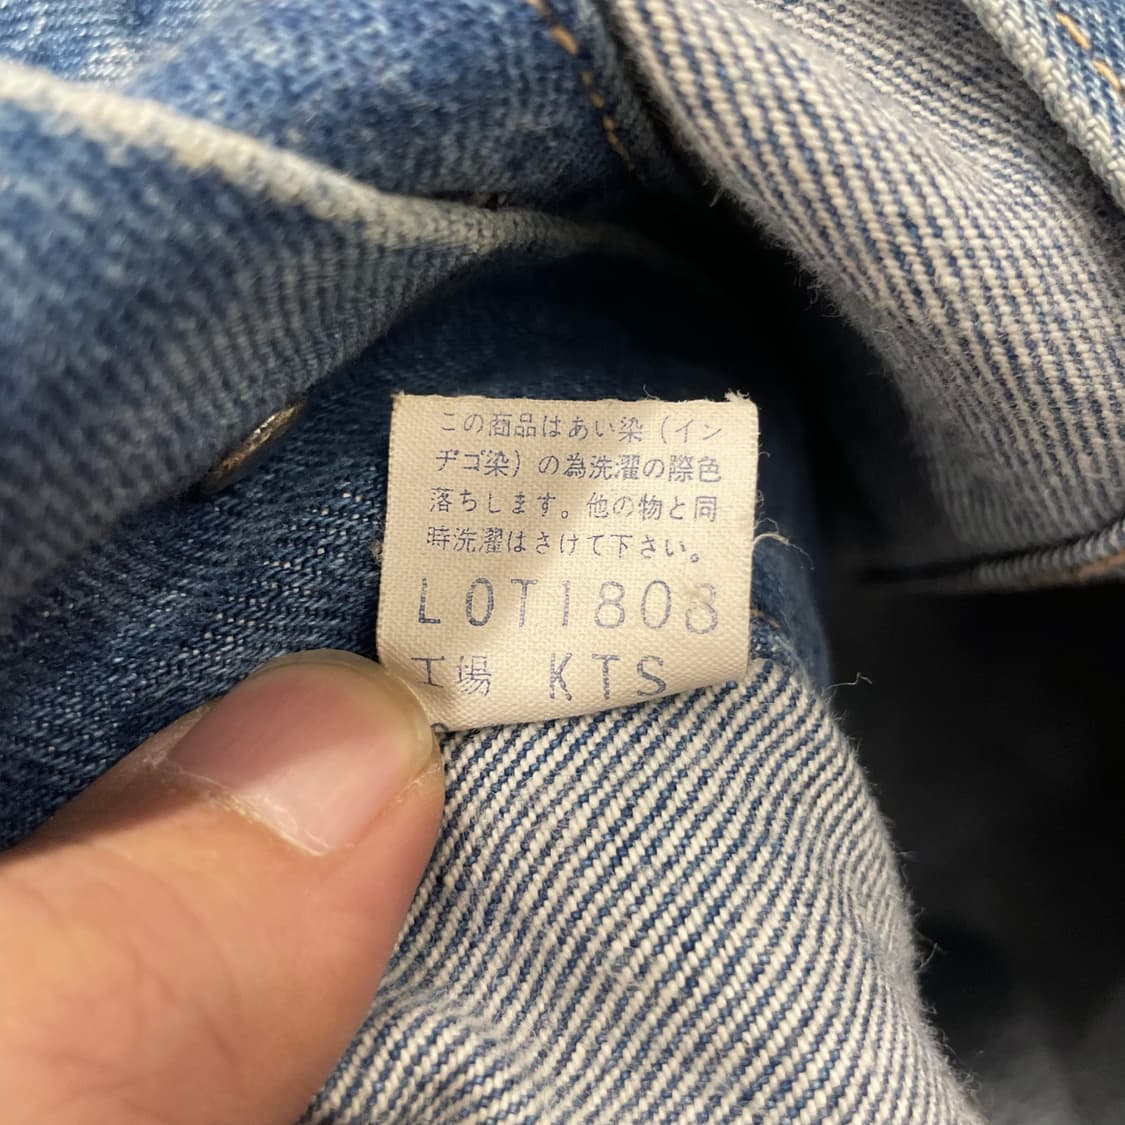 この商品はあい染（イン
ヂゴ染）の為洗濯の際色
落ちします。他の物と同
時洗濯はさけて下さい。
LOT1808
工場 KTS